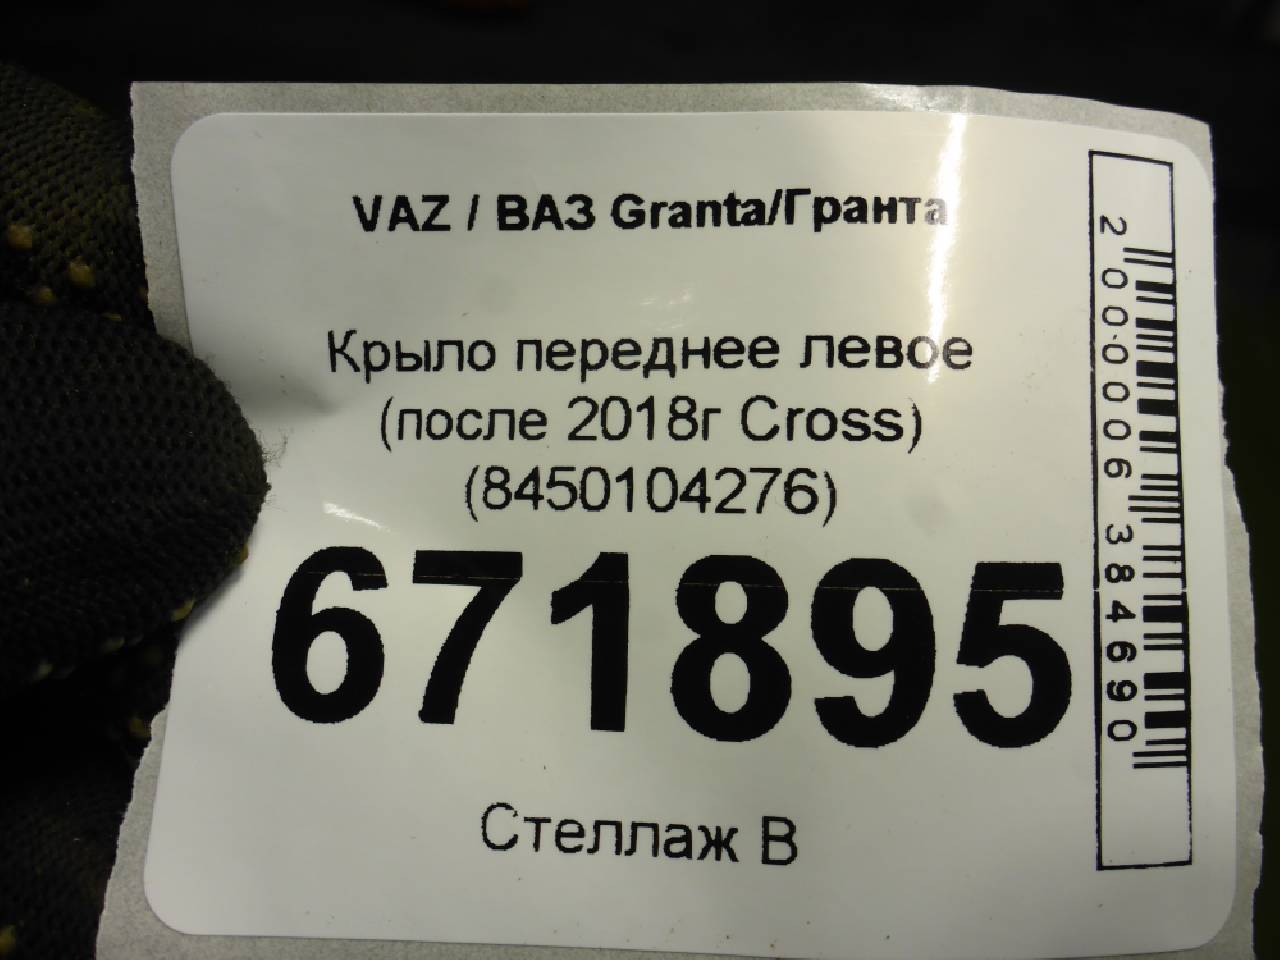 VAZ / ВАЗ Granta/Гранта
Крыло переднее левое
(после 2018г Cross)
(8450104276)
671895
Стеллаж В
2000006384690